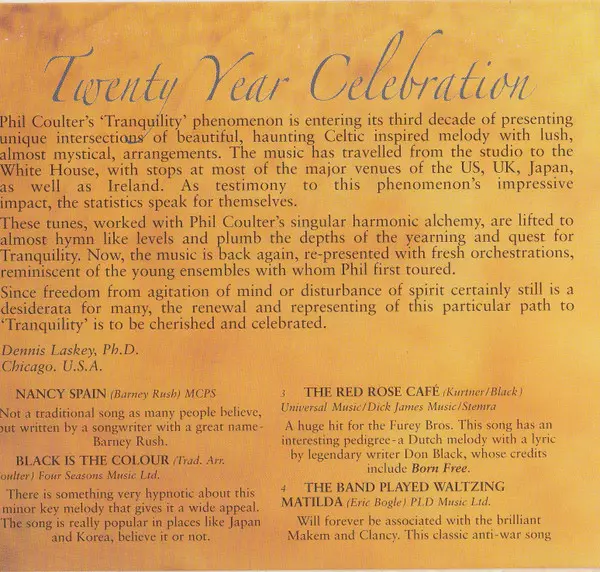 Twenty Year Celebration
Phil Coulter's 'Tranquility' phenomenon is entering its third decade of presenting
unique intersections of beautiful, haunting Celtic inspired melody with lush,
almost mystical, arrangements. The music has travelled from the studio to the
White House, with stops at most of the major venues of the US, UK, Japan,
as well as Ireland. As testimony to this phenomenon's impressive
impact, the statistics speak for themselves.
These tunes, worked with Phil Coulter's singular harmonic alchemy, are lifted to
almost hymn like levels and plumb the depths of the yearning and quest for
Tranquility. Now, the music is back again, re-presented with fresh orchestrations,
reminiscent of the young ensembles with whom Phil first toured.
Since freedom from agitation of mind or disturbance of spirit certainly still is a
desiderata for many, the renewal and representing of this particular path to
'Tranquility' is to be cherished and celebrated.
Dennis Laskey, Ph.D.
Chicago. U.S.A.
NANCY SPAIN (Barney Rush) MCPS
Not a traditional song as many people believe,
but written by a songwriter with a great name-
Barney Rush.
BLACK IS THE COLOUR (Trad. Arr.
oulter) Four Seasons Music Ltd.
There is something very hypnotic about this
minor key melody that gives it a wide appeal.
The song is really popular in places like Japan
and Korea, believe it or not.
3 THE RED ROSE CAFÉ (Kurtner/Black)
Universal Music/Dick James Music/Stemra
A huge hit for the Furey Bros. This song has an
interesting pedigree-a Dutch melody with a lyric
by legendary writer Don Black, whose credits
include Born Free.
4 THE BAND PLAYED WALTZING
MATILDA (Eric Bogle) PLD Music Ltd.
Will forever be associated with the brilliant
Makem and Clancy. This classic anti-war song